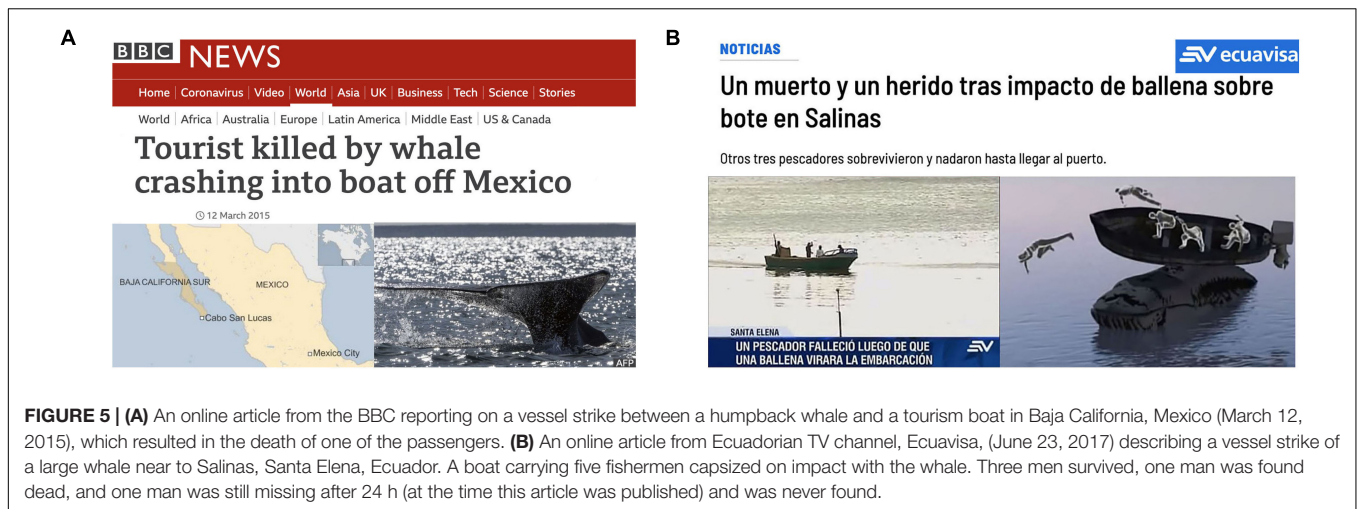 A
BBC NEWS
Home | Coronavirus | Video | World | Asia | UK | Business | Tech | Science | Stories
World | Africa | Australia | Europe | Latin America | Middle East | US & Canada
Tourist killed by whale
crashing into boat off Mexico
12 March 2015
BAJA CALIFORNIA SUR
MEXICO
Cabo San Lucas
Mexico City
AFP
B
NOTICIAS
ecuavisa
Un muerto y un herido tras impacto de ballena sobre
bote en Salinas
Otros tres pescadores sobrevivieron y nadaron hasta llegar al puerto.
SANTA ELENA
UN PESCADOR FALLECIÓ LUEGO DE QUE
UNA BALLENA VIRARA LA EMBARCACIÓN
FIGURE 5 | (A) An online article from the BBC reporting on a vessel strike between a humpback whale and a tourism boat in Baja California, Mexico (March 12,
2015), which resulted in the death of one of the passengers. (B) An online article from Ecuadorian TV channel, Ecuavisa, (June 23, 2017) describing a vessel strike of
a large whale near to Salinas, Santa Elena, Ecuador. A boat carrying five fishermen capsized on impact with the whale. Three men survived, one man was found
dead, and one man was still missing after 24 h (at the time this article was published) and was never found.